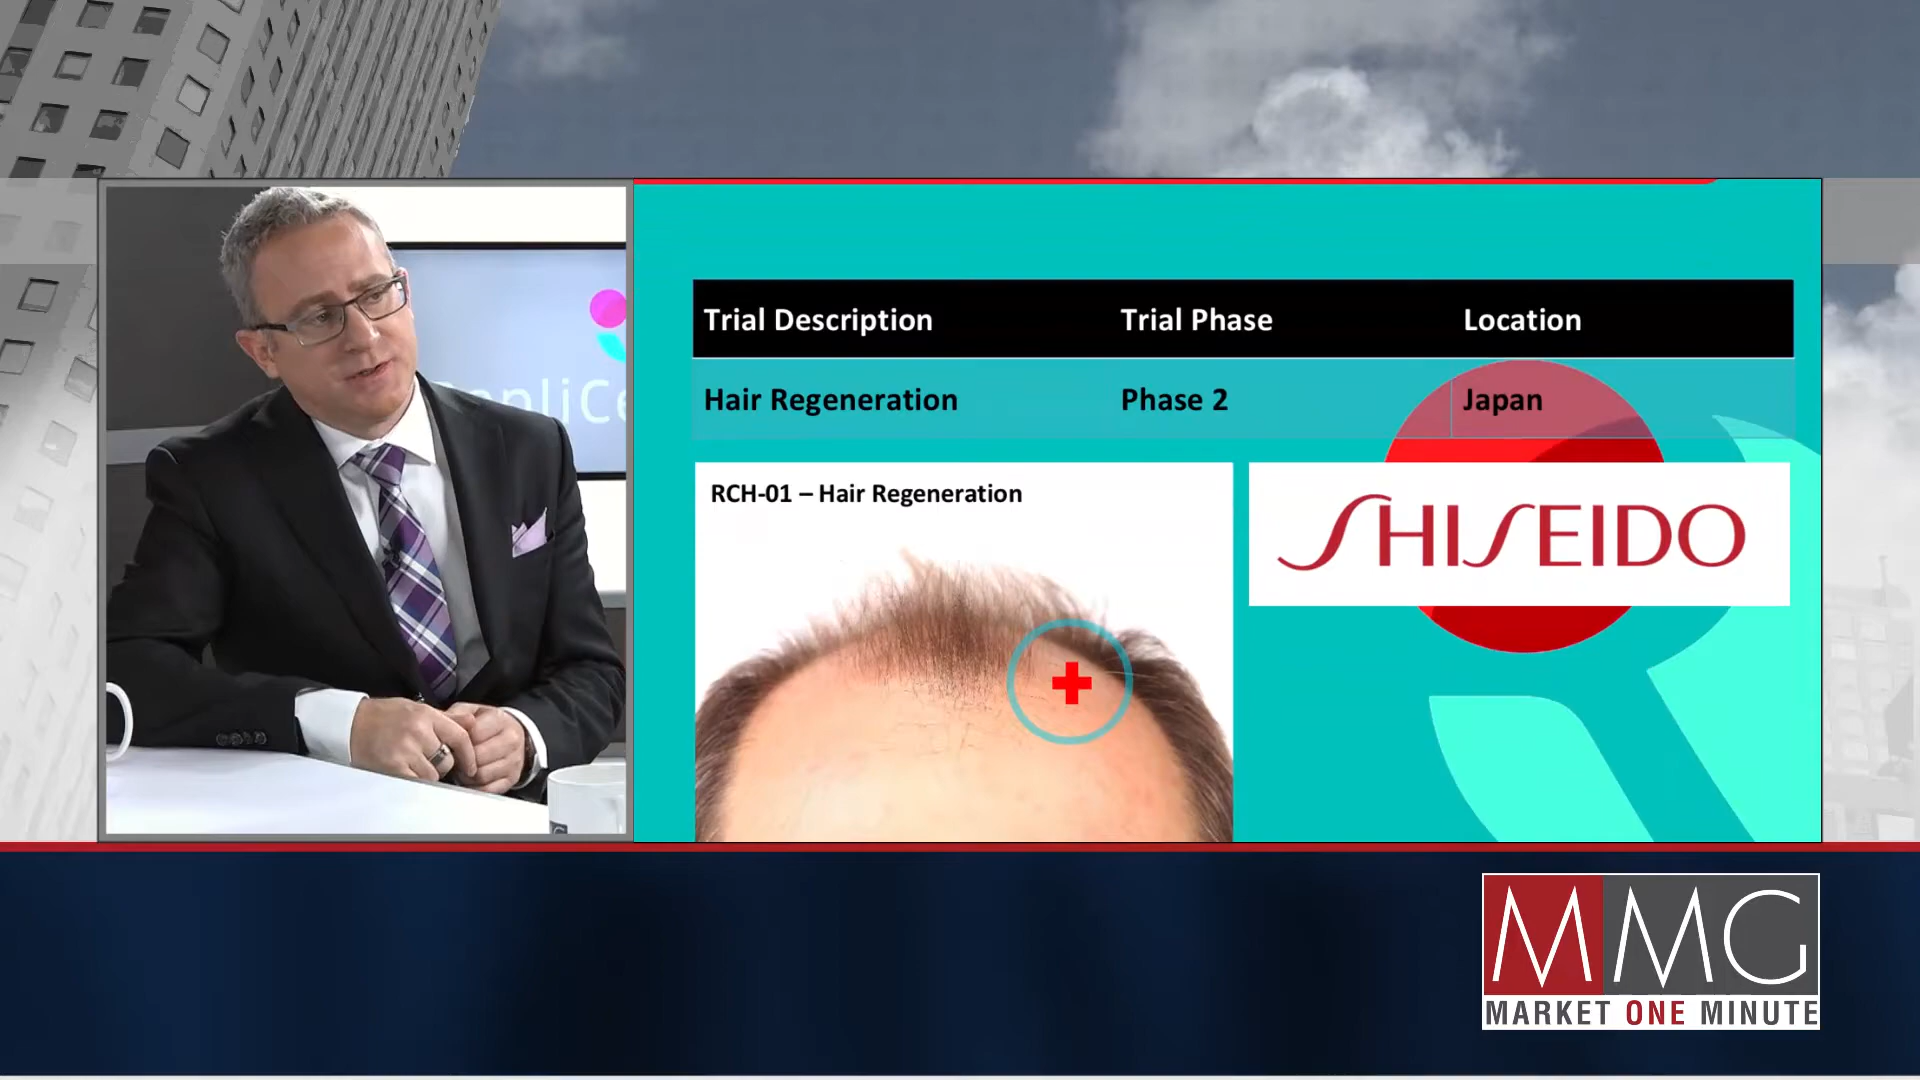 Trial Description Trial Phase Location
Hair Regeneration Phase 2 Japan
RCH-01 – Hair Regeneration
SHISEIDO
MMG
MARKET ONE MINUTE